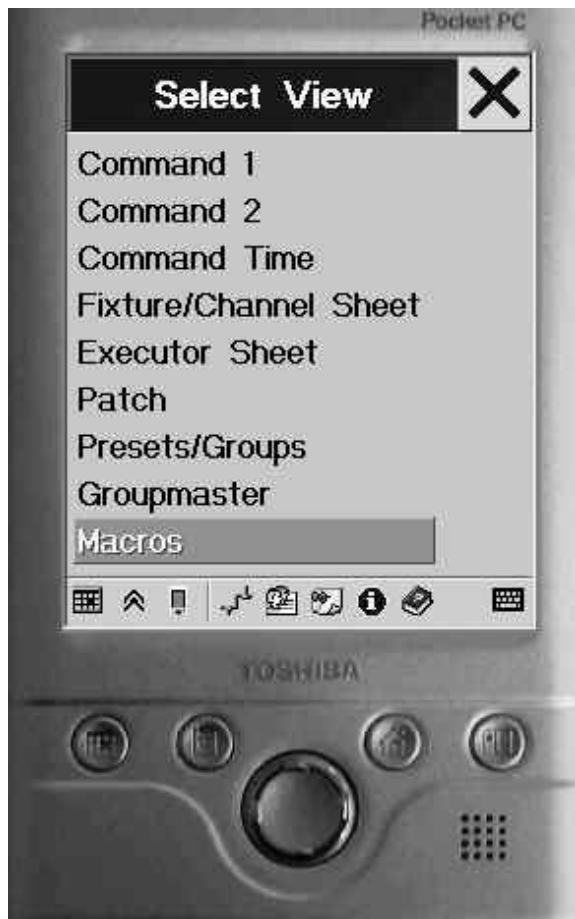 Pocket PC
Select View
Command 1
Command 2
Command Time
Fixture/Channel Sheet
Executor Sheet
Patch
Presets/Groups
Groupmaster
Macros
TOSHIBA